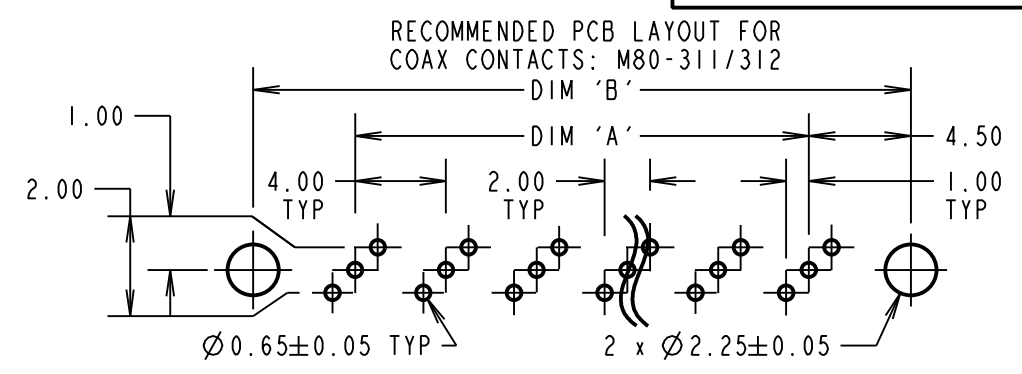 RECOMMENDED PCB LAYOUT FOR
COAX CONTACTS: M80-311/312
DIM 'B'
1.00
DIM 'A'
4.50
2.00
4.00
TYP
2.00
TYP
1.00
TYP
Ø0.65±0.05 TYP
2 x Ø2.25±0.05